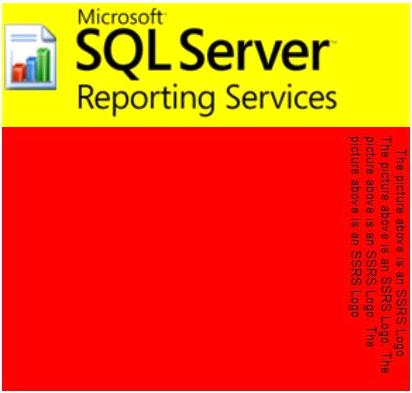 Microsoft®
SQL Server™
Reporting Services
The picture above is an SSRS Logo
The picture above is an SSRS Logo. The
picture above is an SSRS Logo. The
picture above is an SSRS Logo